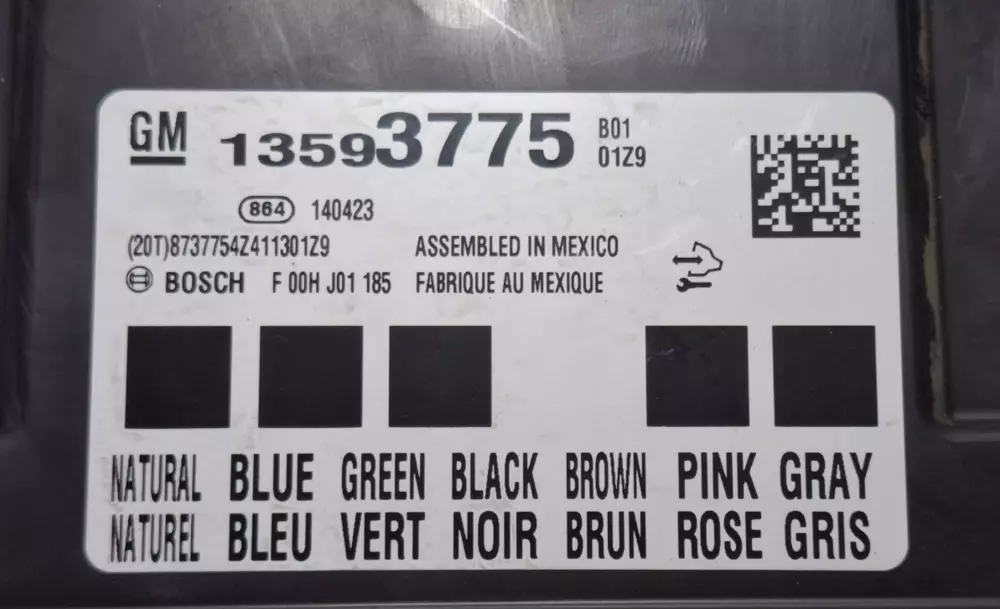 GM 13593775 B01
01Z9
864 140423
(20T)8737754Z411301Z9 ASSEMBLED IN MEXICO
BOSCH F 00H J01 185 FABRIQUE AU MEXIQUE
NATURAL BLUE GREEN BLACK BROWN PINK GRAY
NATUREL BLEU VERT NOIR BRUN ROSE GRIS